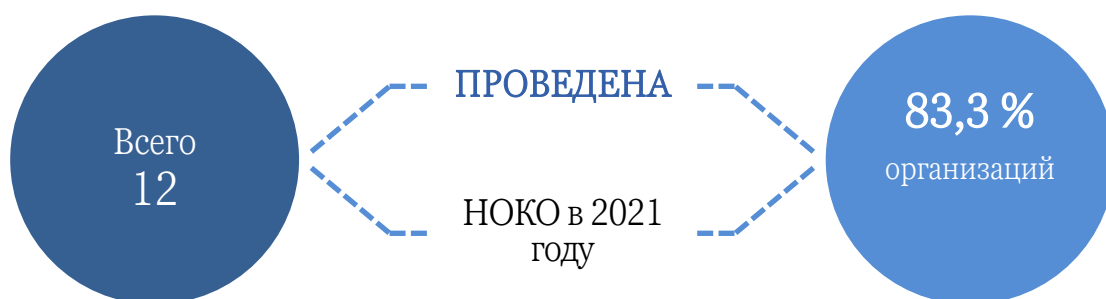 Всего
12
ПРОВЕДЕНА
НОКО в 2021
году
83,3 %
организаций